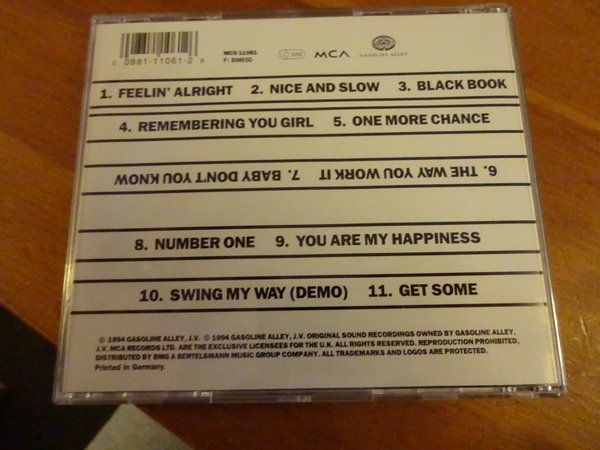 0 0881-11061-2 8
MCD 11061
F: BM650
MCA
GASOLINE ALLEY
1. FEELIN' ALRIGHT 2. NICE AND SLOW 3. BLACK BOOK
4. REMEMBERING YOU GIRL 5. ONE MORE CHANCE
6. THE WAY YOU WORK IT 7. BABY DON'T YOU KNOW
8. NUMBER ONE 9. YOU ARE MY HAPPINESS
10. SWING MY WAY (DEMO) 11. GET SOME
℗ 1994 GASOLINE ALLEY, J.V. © 1994 GASOLINE ALLEY, J.V. ORIGINAL SOUND RECORDINGS OWNED BY GASOLINE ALLEY,
J.V. MCA RECORDS LTD. ARE THE EXCLUSIVE LICENSEES FOR THE U.K. ALL RIGHTS RESERVED. REPRODUCTION PROHIBITED,
DISTRIBUTED BY BMG A BERTELSMANN MUSIC GROUP COMPANY. ALL TRADEMARKS AND LOGOS ARE PROTECTED.
Printed in Germany.